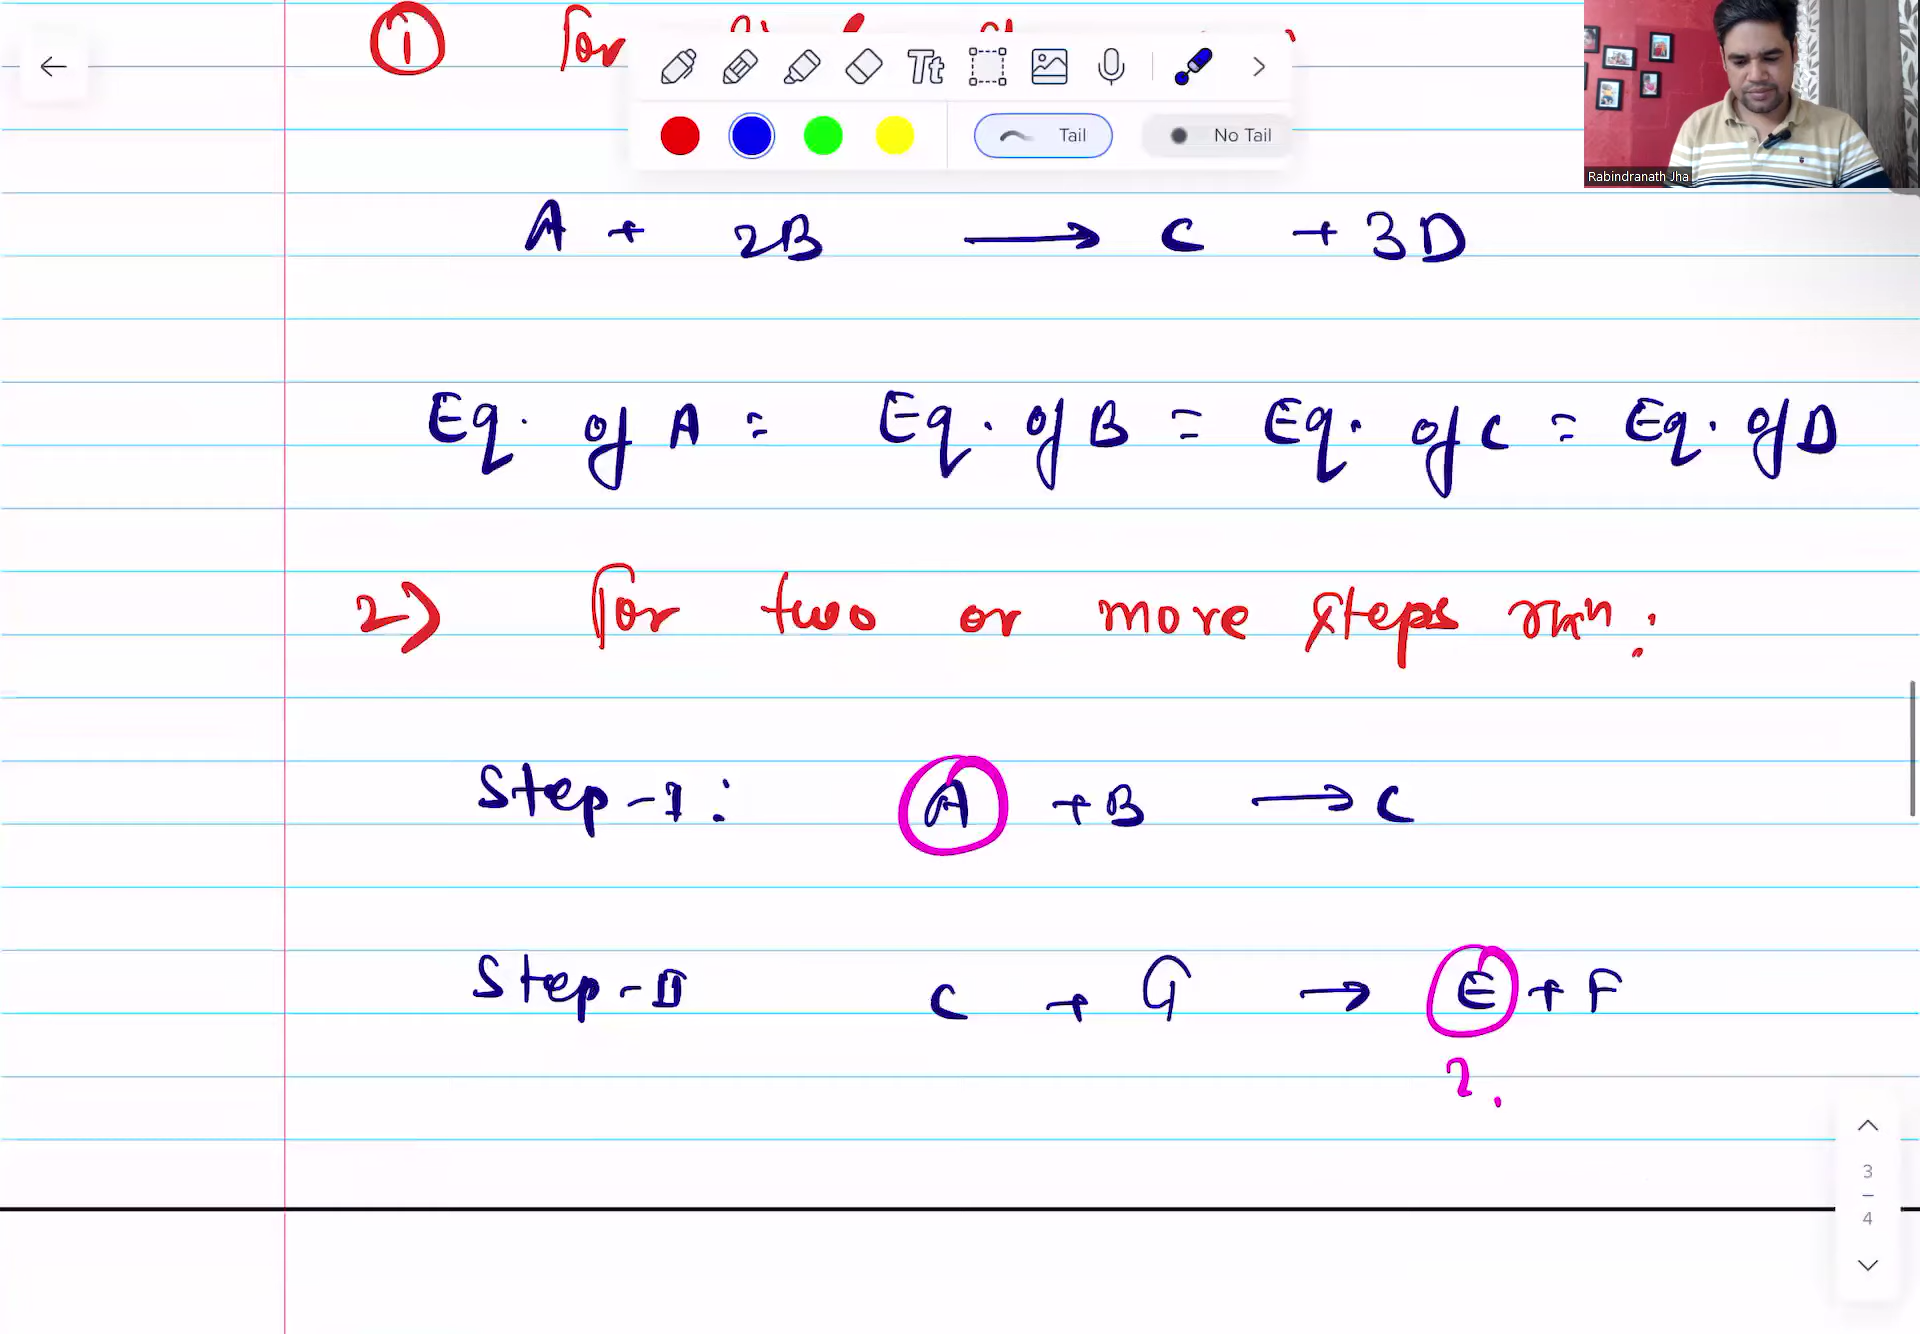 ① For
Tt
Tail No Tail
Rabindranath Jha
A + 2B ⟶ C + 3D
Eq. of A = Eq. of B = Eq. of C = Eq. of D
2) For two or more steps rxn :
Step-I : A + B ⟶ C
Step-II C + G → E + F
?
3
4